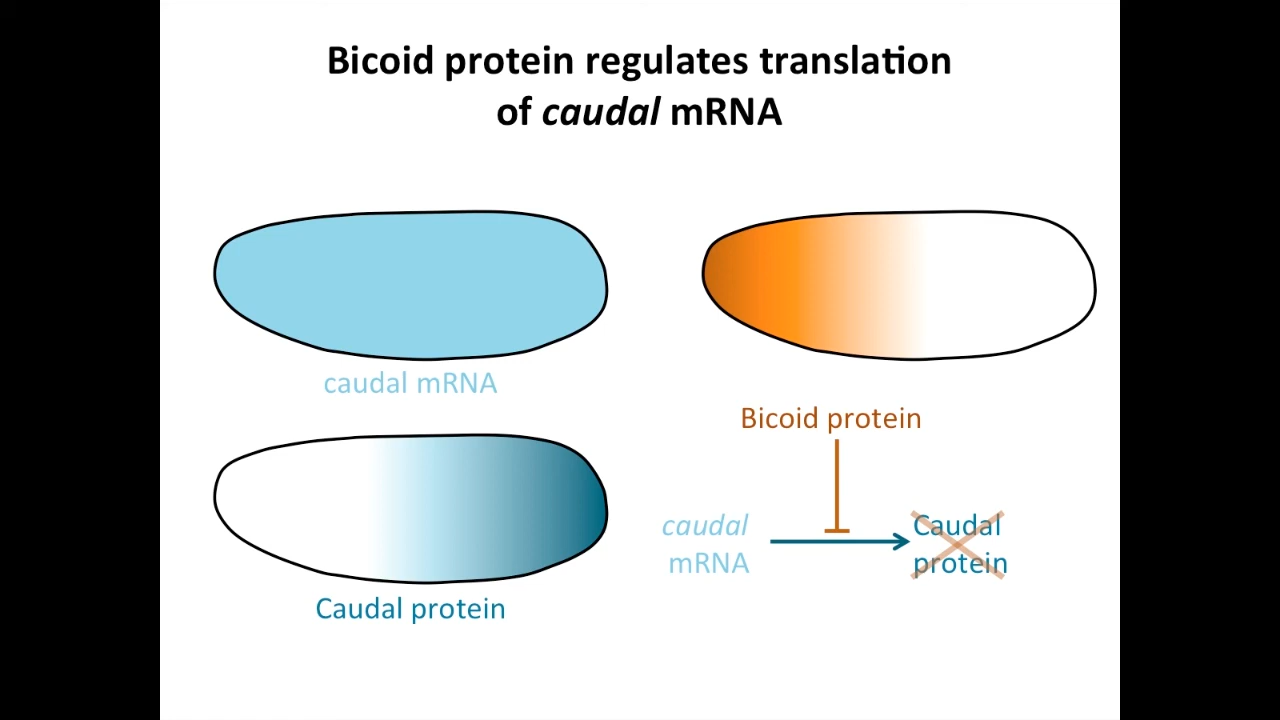 Bicoid protein regulates translation
of caudal mRNA
caudal mRNA
Bicoid protein
caudal
mRNA
Caudal
protein
Caudal protein